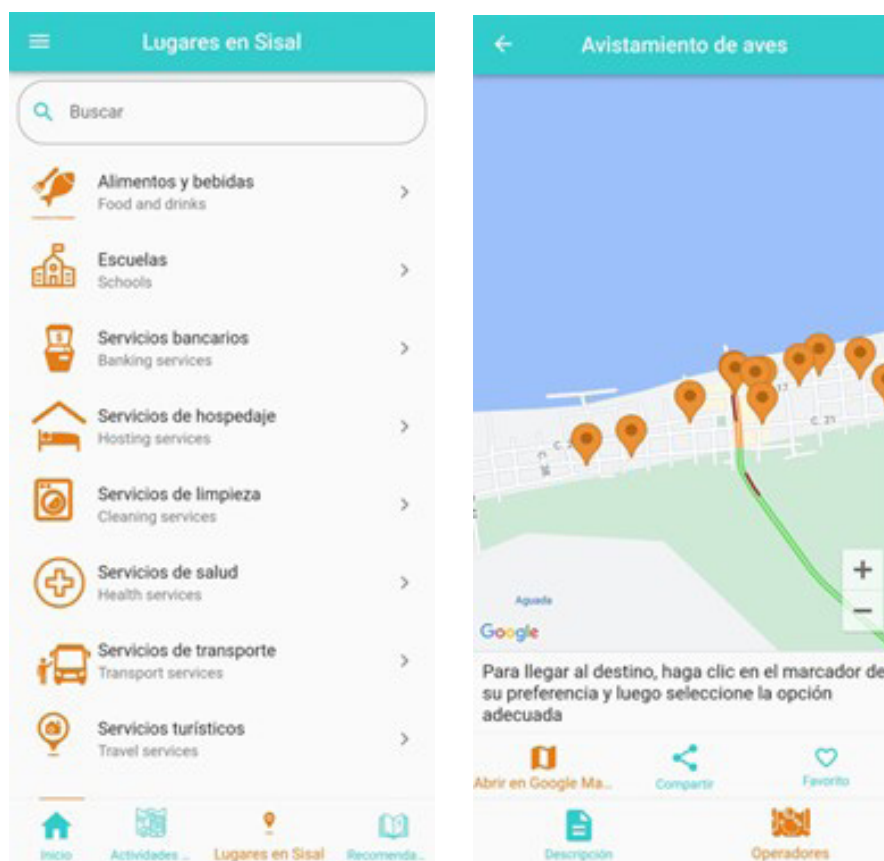 Lugares en Sisal
Buscar
Alimentos y bebidas
Food and drinks
Escuelas
Schools
Servicios bancarios
Banking services
Servicios de hospedaje
Hosting services
Servicios de limpieza
Cleaning services
Servicios de salud
Health services
Servicios de transporte
Transport services
Servicios turísticos
Travel services
Inicio
Actividades ...
Lugares en Sisal
Recomenda...
Avistamiento de aves
17
C. 21
Aguada
Google
+
−
Para llegar al destino, haga clic en el marcador de
su preferencia y luego seleccione la opción
adecuada
Abrir en Google Ma...
Compartir
Favorito
Descripción
Operadores